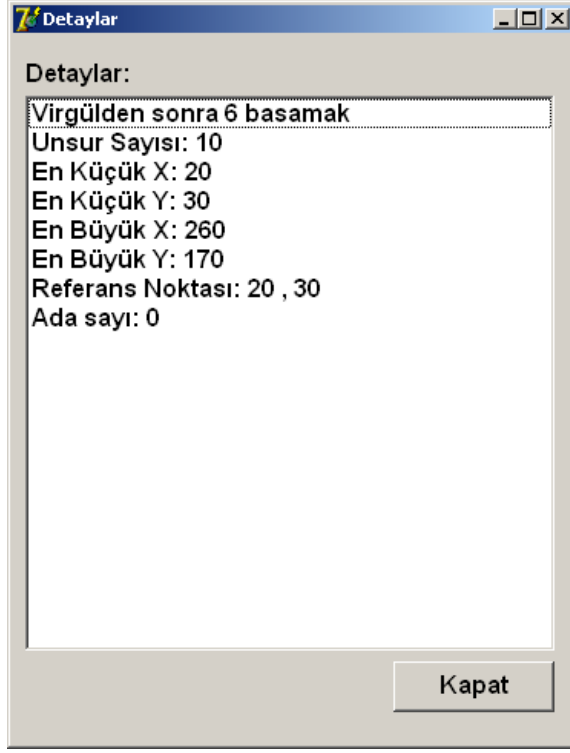 Detaylar
Detaylar:
Virgülden sonra 6 basamak
Unsur Sayısı: 10
En Küçük X: 20
En Küçük Y: 30
En Büyük X: 260
En Büyük Y: 170
Referans Noktası: 20 , 30
Ada sayı: 0
Kapat